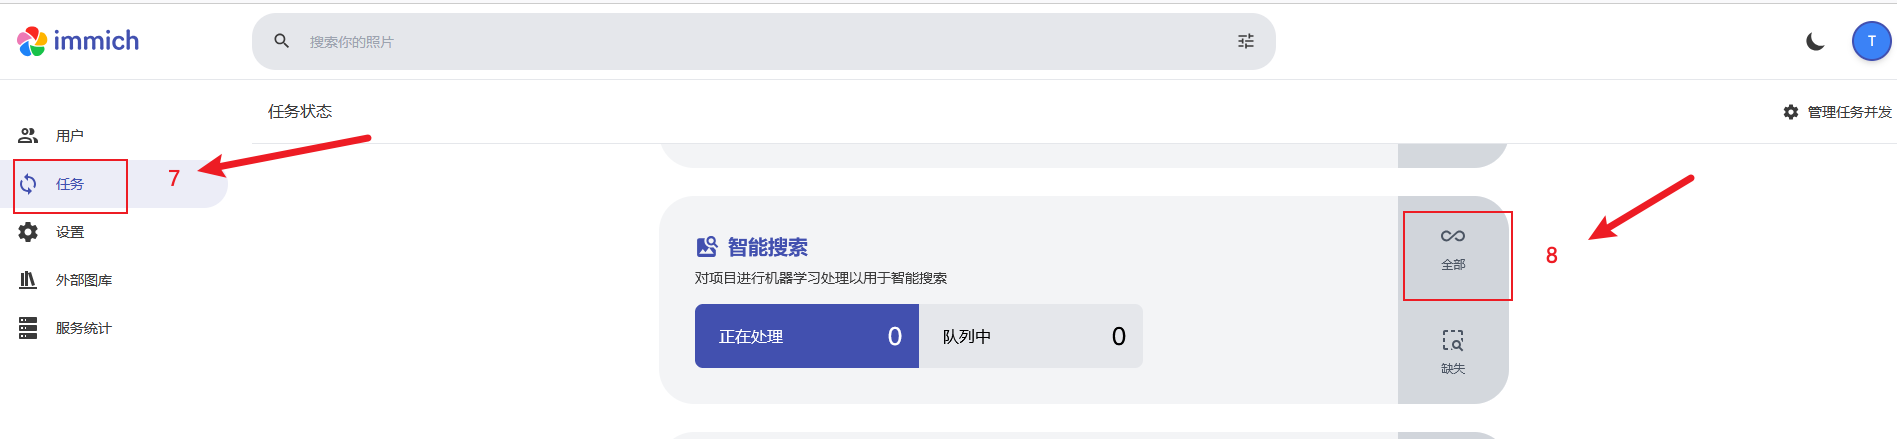 immich
搜索你的照片
T
任务状态
管理任务并发
用户
任务
7
设置
外部图库
服务统计
智能搜索
对项目进行机器学习处理以用于智能搜索
正在处理 0
队列中 0
全部
8
缺失